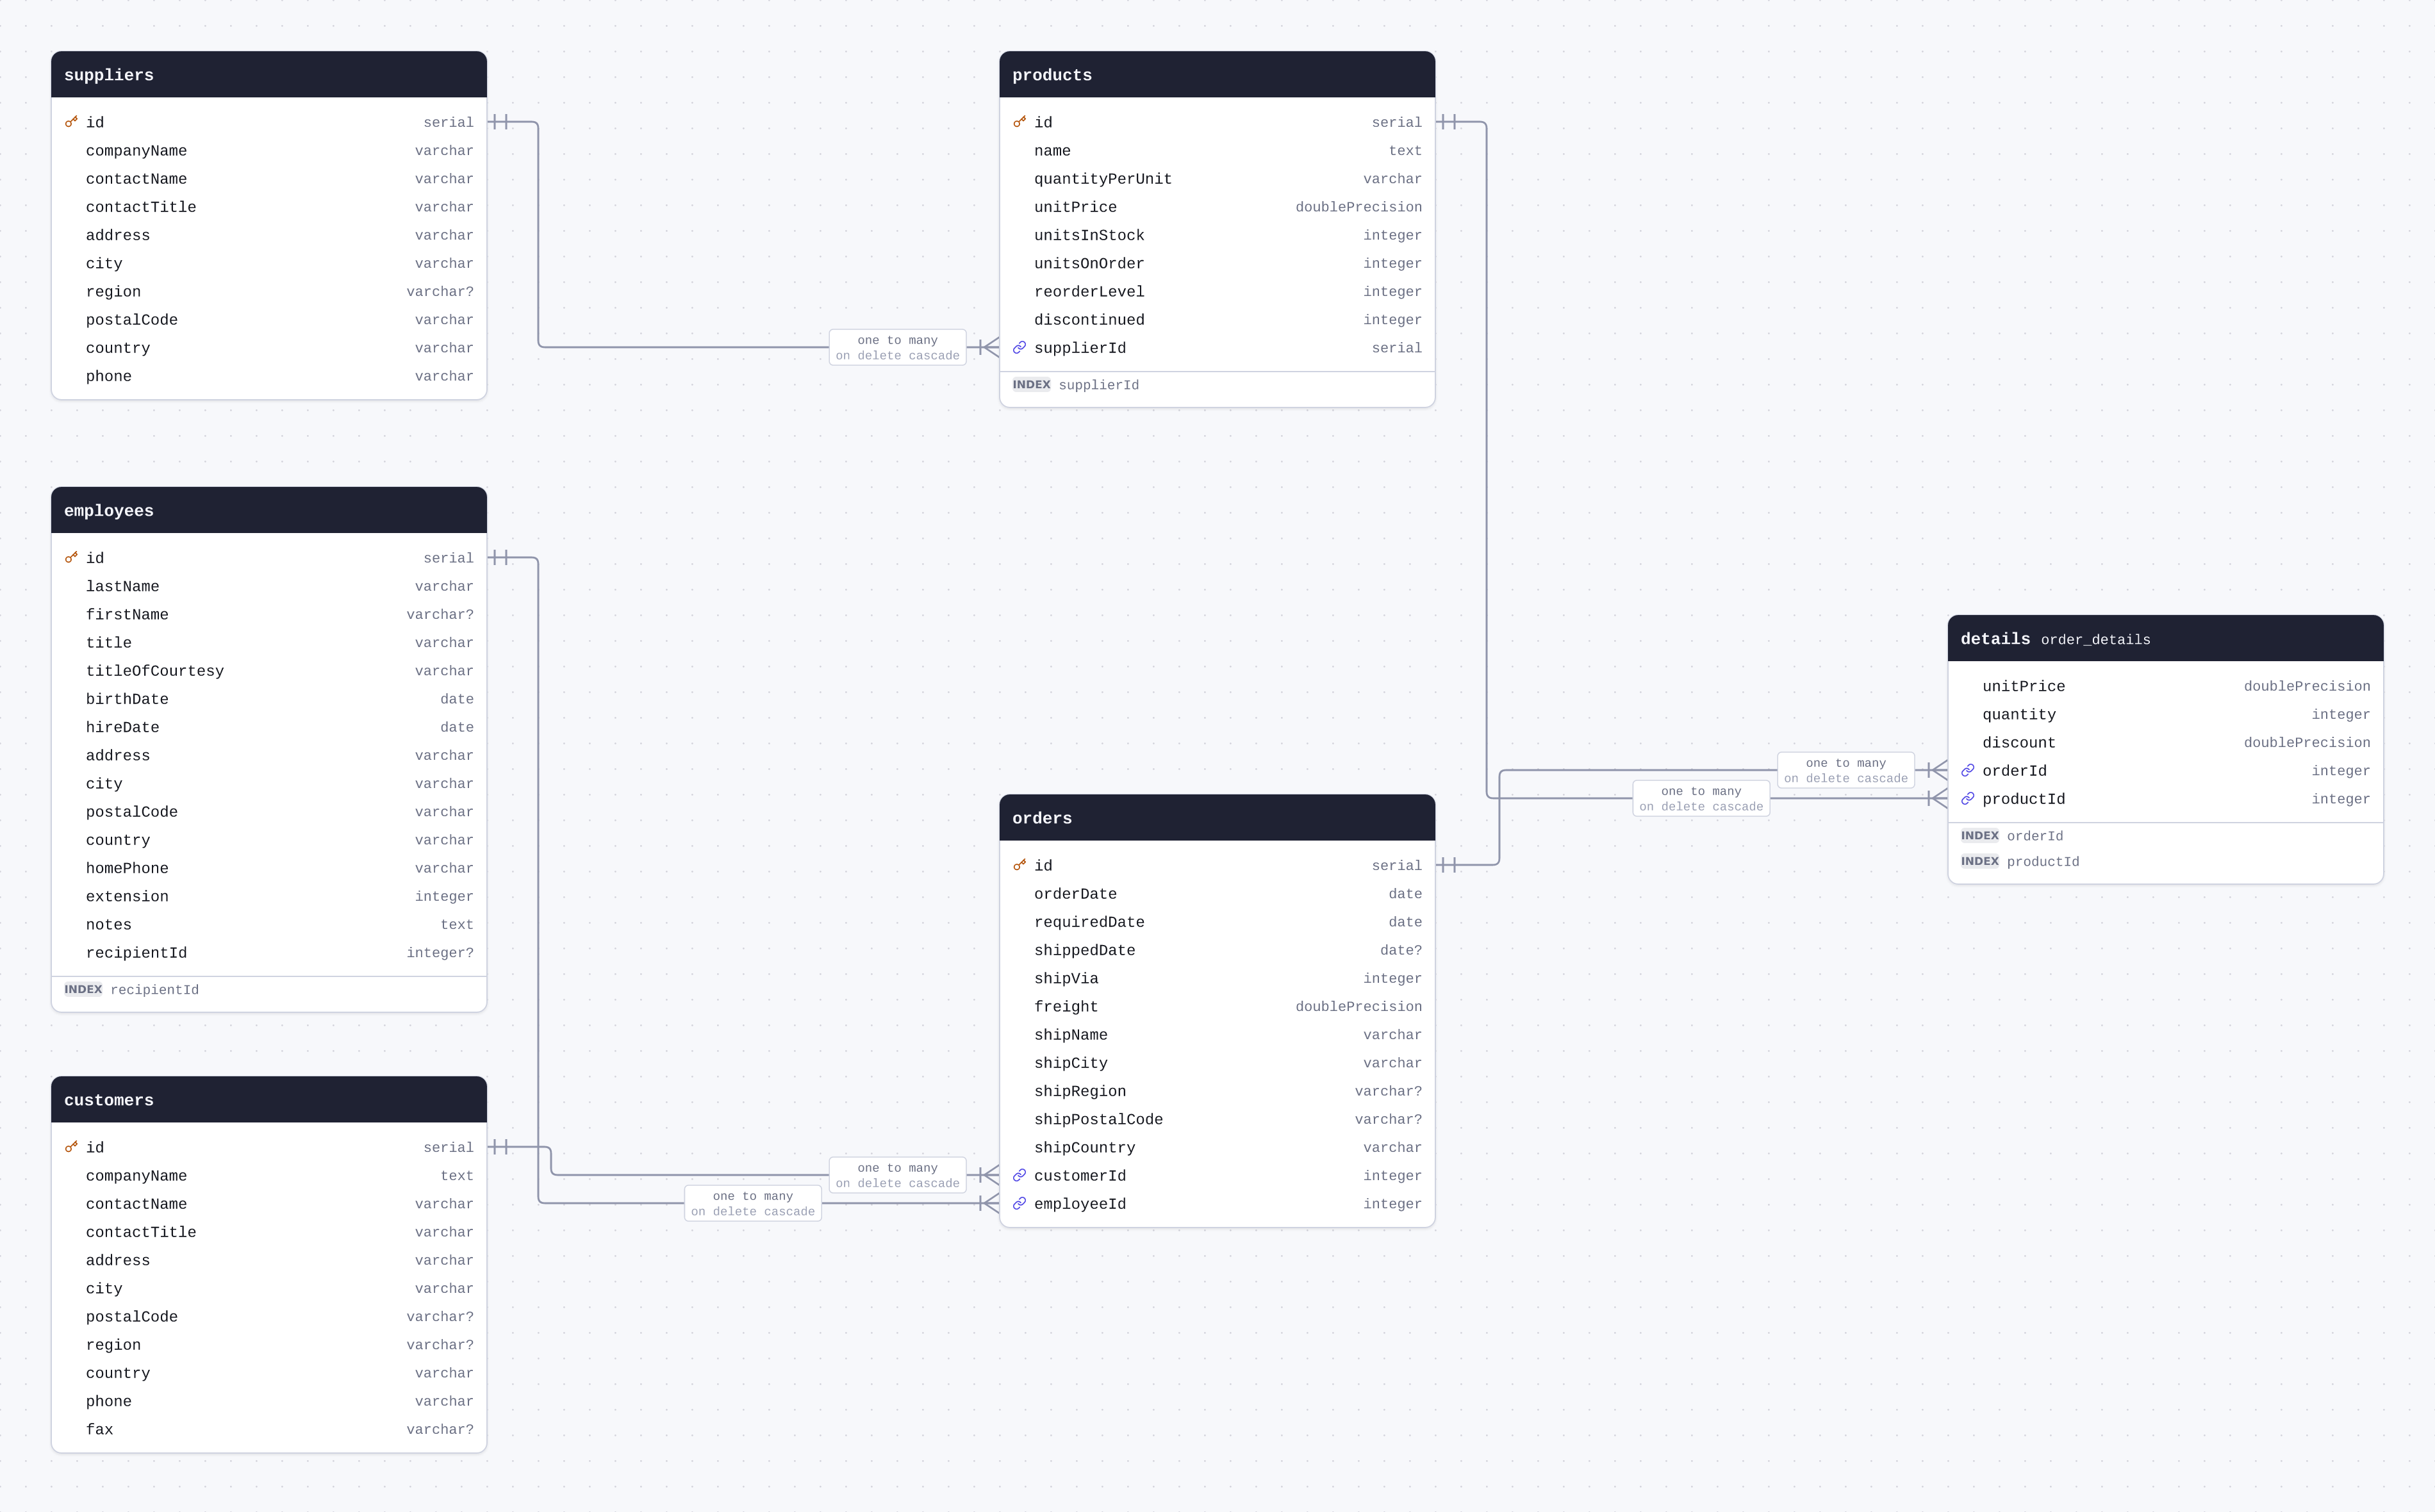 suppliers
id serial
companyName varchar
contactName varchar
contactTitle varchar
address varchar
city varchar
region varchar?
postalCode varchar
country varchar
phone varchar
products
id serial
name text
quantityPerUnit varchar
unitPrice doublePrecision
unitsInStock integer
unitsOnOrder integer
reorderLevel integer
discontinued integer
supplierId serial
INDEX supplierId
one to many
on delete cascade
employees
id serial
lastName varchar
firstName varchar?
title varchar
titleOfCourtesy varchar
birthDate date
hireDate date
address varchar
city varchar
postalCode varchar
country varchar
homePhone varchar
extension integer
notes text
recipientId integer?
INDEX recipientId
details order_details
unitPrice doublePrecision
quantity integer
discount doublePrecision
orderId integer
productId integer
INDEX orderId
INDEX productId
one to many
on delete cascade
one to many
on delete cascade
orders
id serial
orderDate date
requiredDate date
shippedDate date?
shipVia integer
freight doublePrecision
shipName varchar
shipCity varchar
shipRegion varchar?
shipPostalCode varchar?
shipCountry varchar
customerId integer
employeeId integer
one to many
on delete cascade
one to many
on delete cascade
customers
id serial
companyName text
contactName varchar
contactTitle varchar
address varchar
city varchar
postalCode varchar?
region varchar?
country varchar
phone varchar
fax varchar?